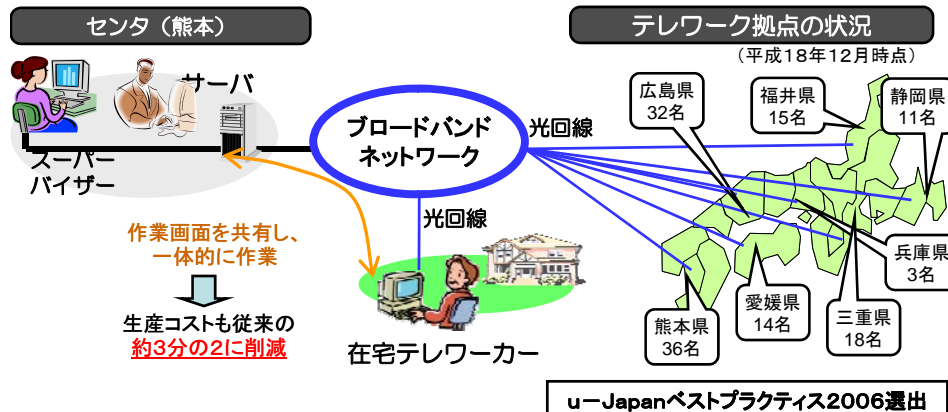 センタ（熊本）
テレワーク拠点の状況
（平成18年12月時点）
サーバ
スーパー
バイザー
ブロードバンド
ネットワーク
光回線
光回線
作業画面を共有し、
一体的に作業
生産コストも従来の
約3分の2に削減
在宅テレワーカー
広島県
32名
福井県
15名
静岡県
11名
兵庫県
3名
三重県
18名
愛媛県
14名
熊本県
36名
u－Japanベストプラクティス2006選出